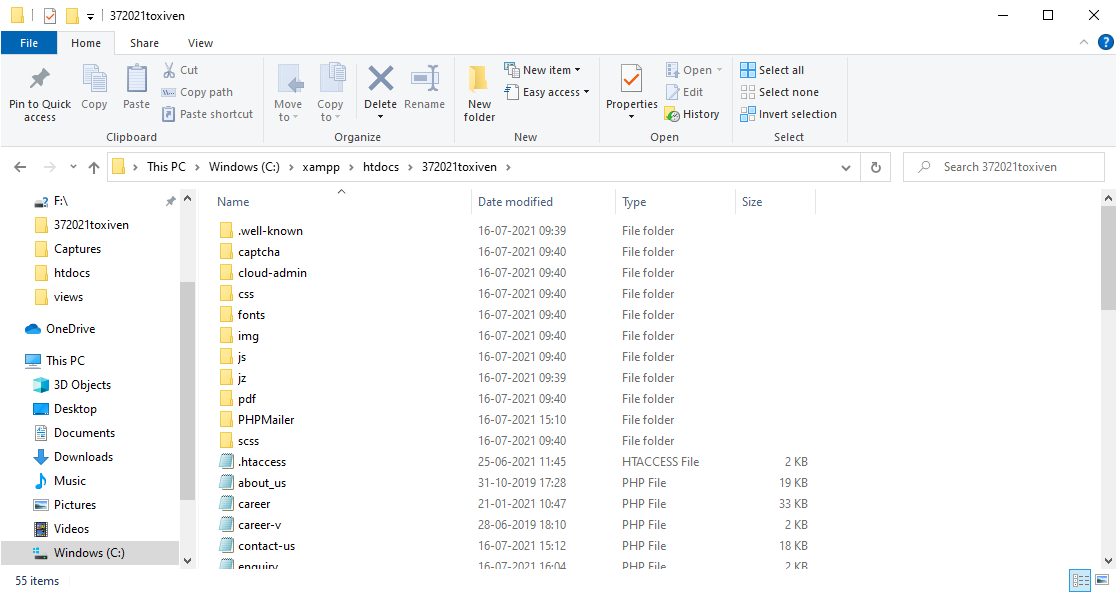 372021toxiven
File Home Share View
Pin to Quick access
Copy
Paste
Cut
Copy path
Paste shortcut
Clipboard
Move to
Copy to
Delete
Rename
Organize
New folder
New item
Easy access
New
Properties
Open
Edit
History
Open
Select all
Select none
Invert selection
Select
This PC > Windows (C:) > xampp > htdocs > 372021toxiven >
Search 372021toxiven
F:\
372021toxiven
Captures
htdocs
views
OneDrive
This PC
3D Objects
Desktop
Documents
Downloads
Music
Pictures
Videos
Windows (C:)
Name Date modified Type Size
.well-known 16-07-2021 09:39 File folder
captcha 16-07-2021 09:40 File folder
cloud-admin 16-07-2021 09:40 File folder
css 16-07-2021 09:40 File folder
fonts 16-07-2021 09:40 File folder
img 16-07-2021 09:40 File folder
js 16-07-2021 09:40 File folder
jz 16-07-2021 09:39 File folder
pdf 16-07-2021 09:40 File folder
PHPMailer 16-07-2021 15:10 File folder
scss 16-07-2021 09:40 File folder
.htaccess 25-06-2021 11:45 HTACCESS File 2 KB
about_us 31-10-2019 17:28 PHP File 19 KB
career 21-01-2021 10:47 PHP File 33 KB
career-v 28-06-2019 18:10 PHP File 2 KB
contact-us 16-07-2021 15:12 PHP File 18 KB
enquiry 16-07-2021 16:04 PHP File 2 KB
55 items